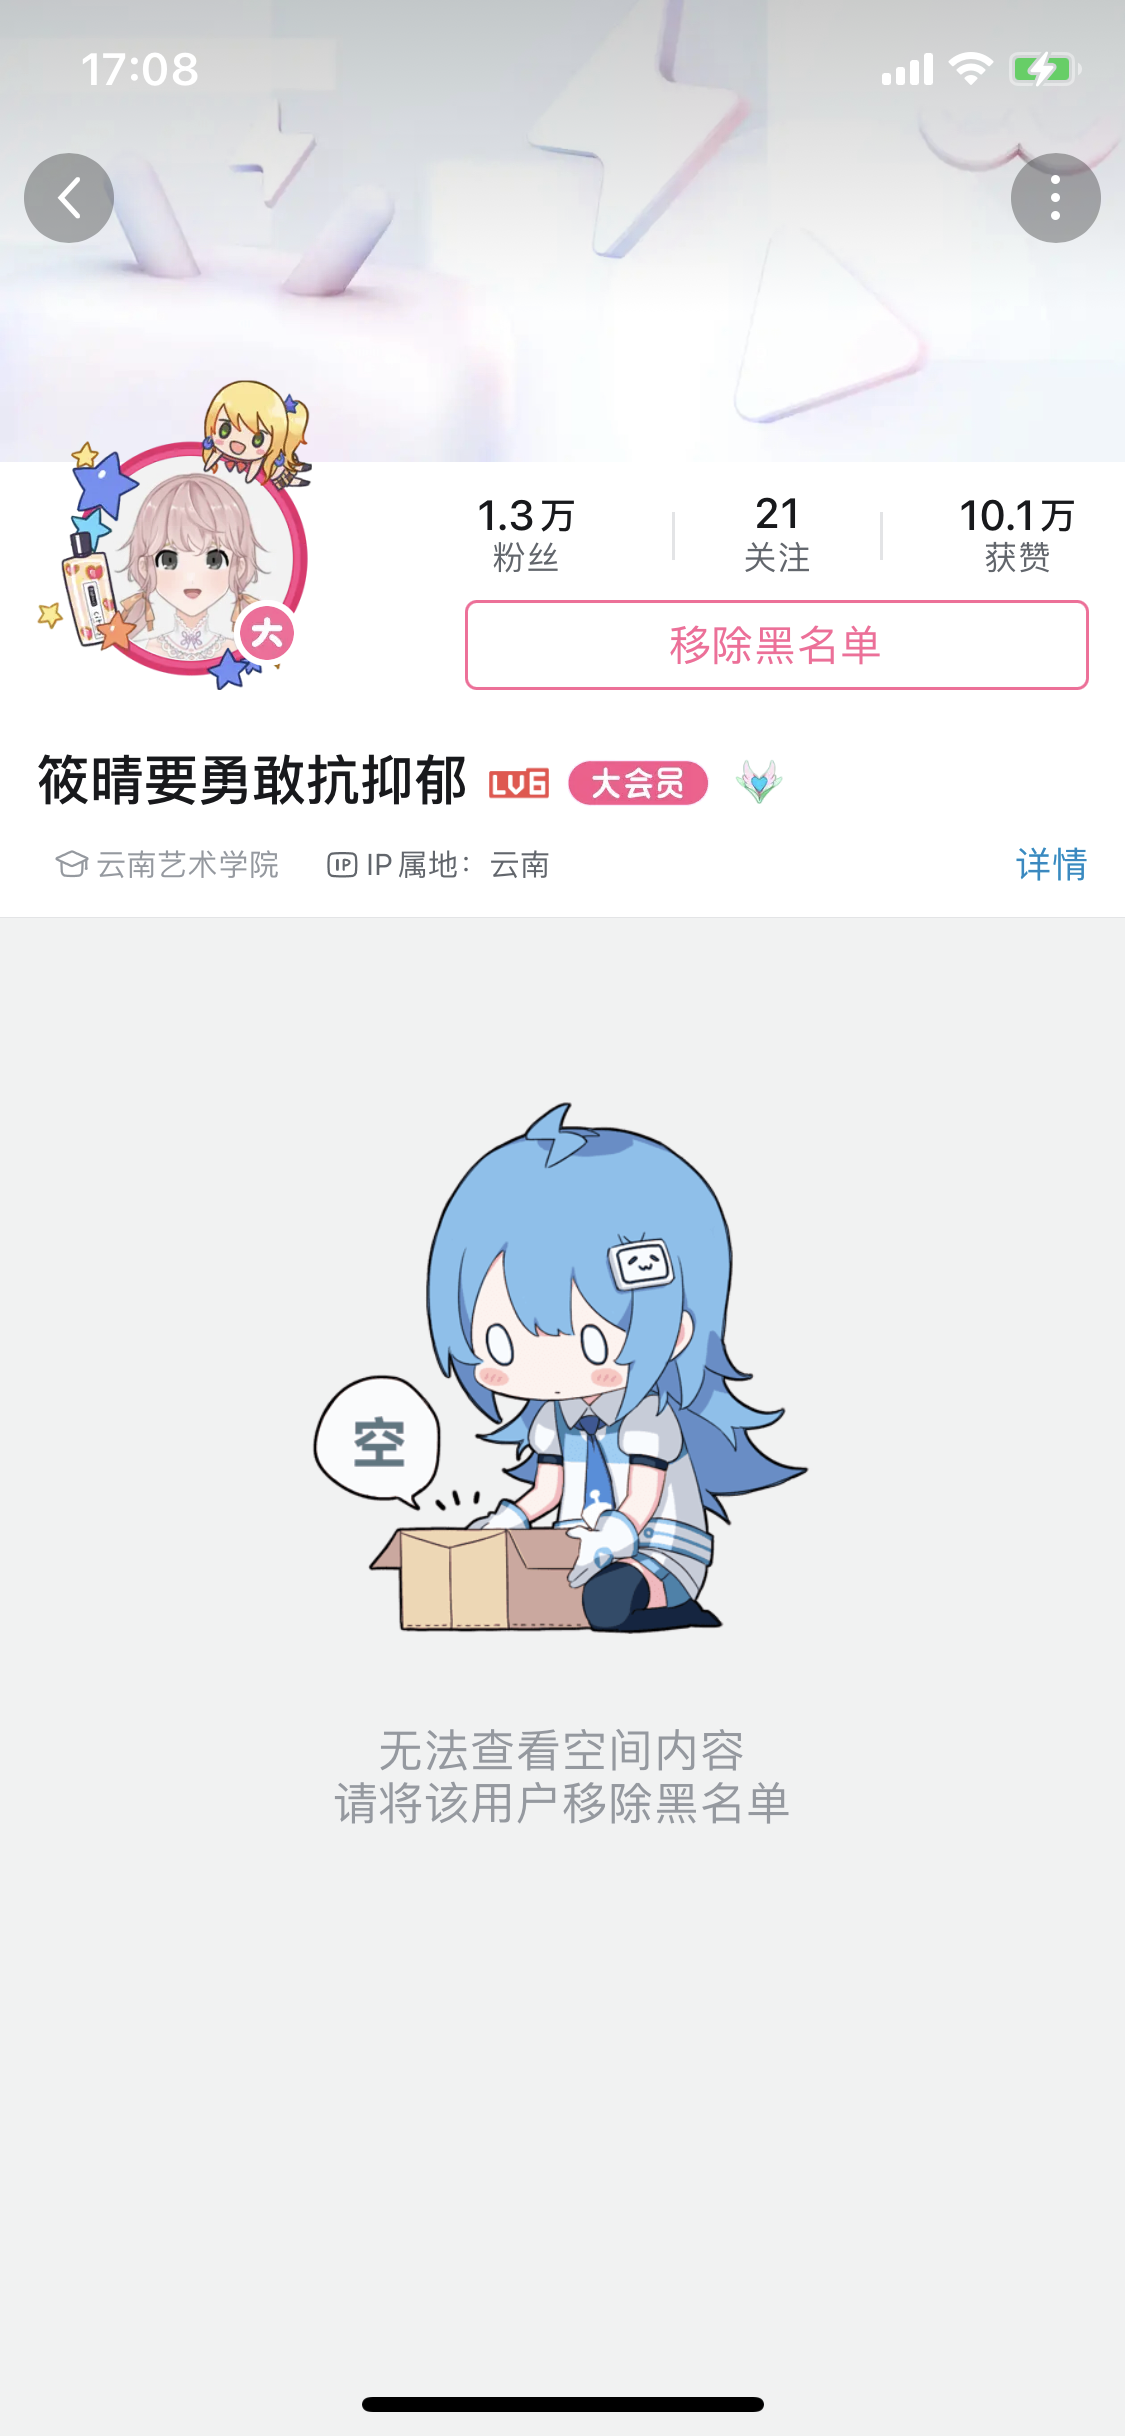 17:08
1.3万
粉丝
21
关注
10.1万
获赞
移除黑名单
大
筱晴要勇敢抗抑郁 LV6 大会员
云南艺术学院 IP IP属地：云南 详情
空
无法查看空间内容
请将该用户移除黑名单